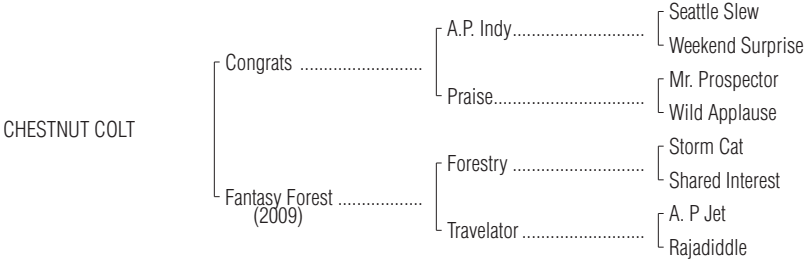 Seattle Slew
A.P. Indy............................
Weekend Surprise
Congrats ..........................
Mr. Prospector
Praise................................
Wild Applause
CHESTNUT COLT
Storm Cat
Forestry ............................
Shared Interest
Fantasy Forest ..................
(2009)
A. P Jet
Travelator ..........................
Rajadiddle